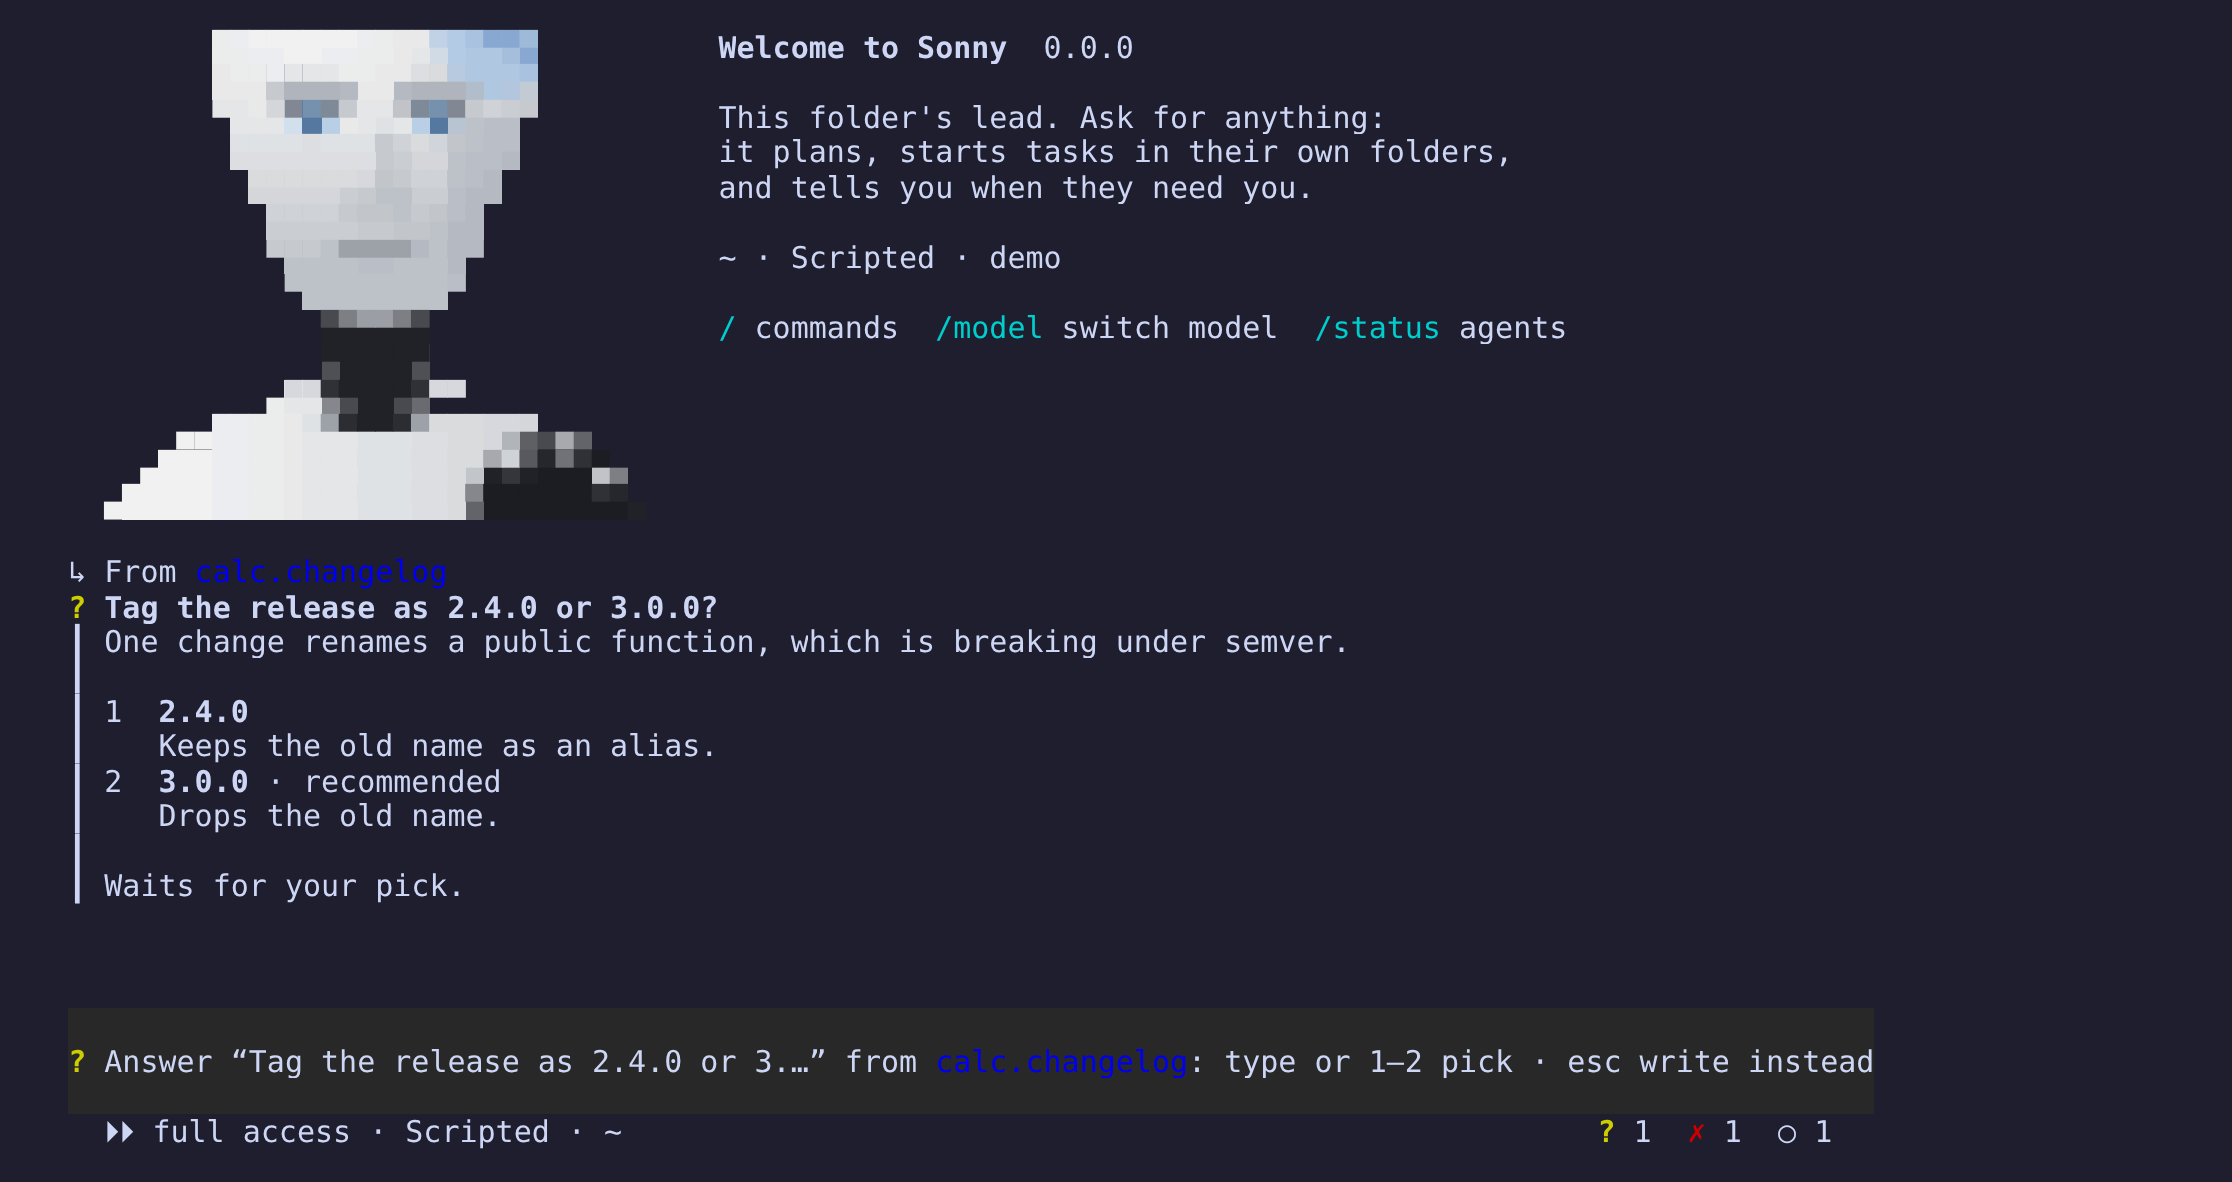 Welcome to Sonny  0.0.0
This folder's lead. Ask for anything:
it plans, starts tasks in their own folders,
and tells you when they need you.
~ · Scripted · demo
/ commands  /model switch model  /status agents
↳ From calc.changelog
? Tag the release as 2.4.0 or 3.0.0?
One change renames a public function, which is breaking under semver.
1  2.4.0
Keeps the old name as an alias.
2  3.0.0 · recommended
Drops the old name.
Waits for your pick.
? Answer “Tag the release as 2.4.0 or 3.…” from calc.changelog: type or 1–2 pick · esc write instead
⏵⏵ full access · Scripted · ~  ? 1  ✗ 1  ○ 1